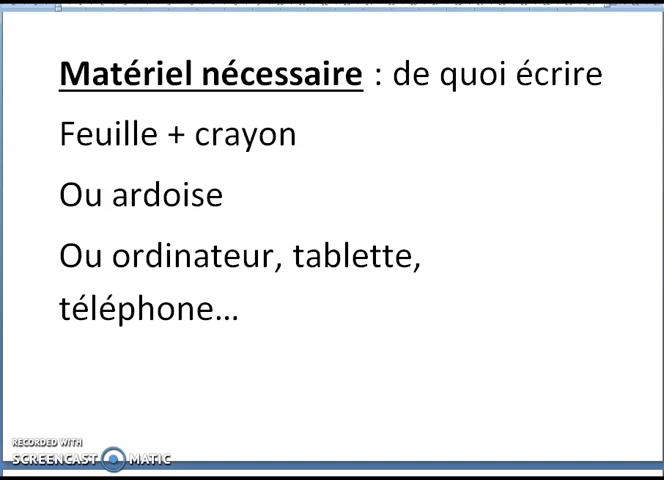 Matériel nécessaire : de quoi écrire
Feuille + crayon
Ou ardoise
Ou ordinateur, tablette,
téléphone...
RECORDED WITH
SCREENCAST MATIC